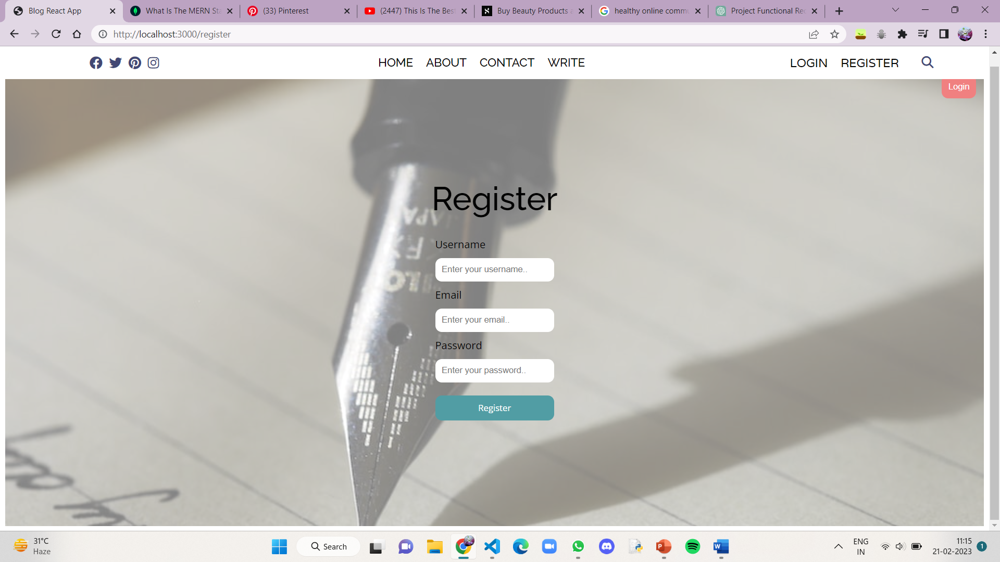 Blog React App
What Is The MERN Sta
(33) Pinterest
(2447) This Is The Best
Buy Beauty Products a
healthy online commu
Project Functional Rec
http://localhost:3000/register
HOME ABOUT CONTACT WRITE
LOGIN REGISTER
Login
Register
Username
Enter your username..
Email
Enter your email..
Password
Enter your password..
Register
31°C
Haze
Search
ENG
IN
11:15
21-02-2023
1